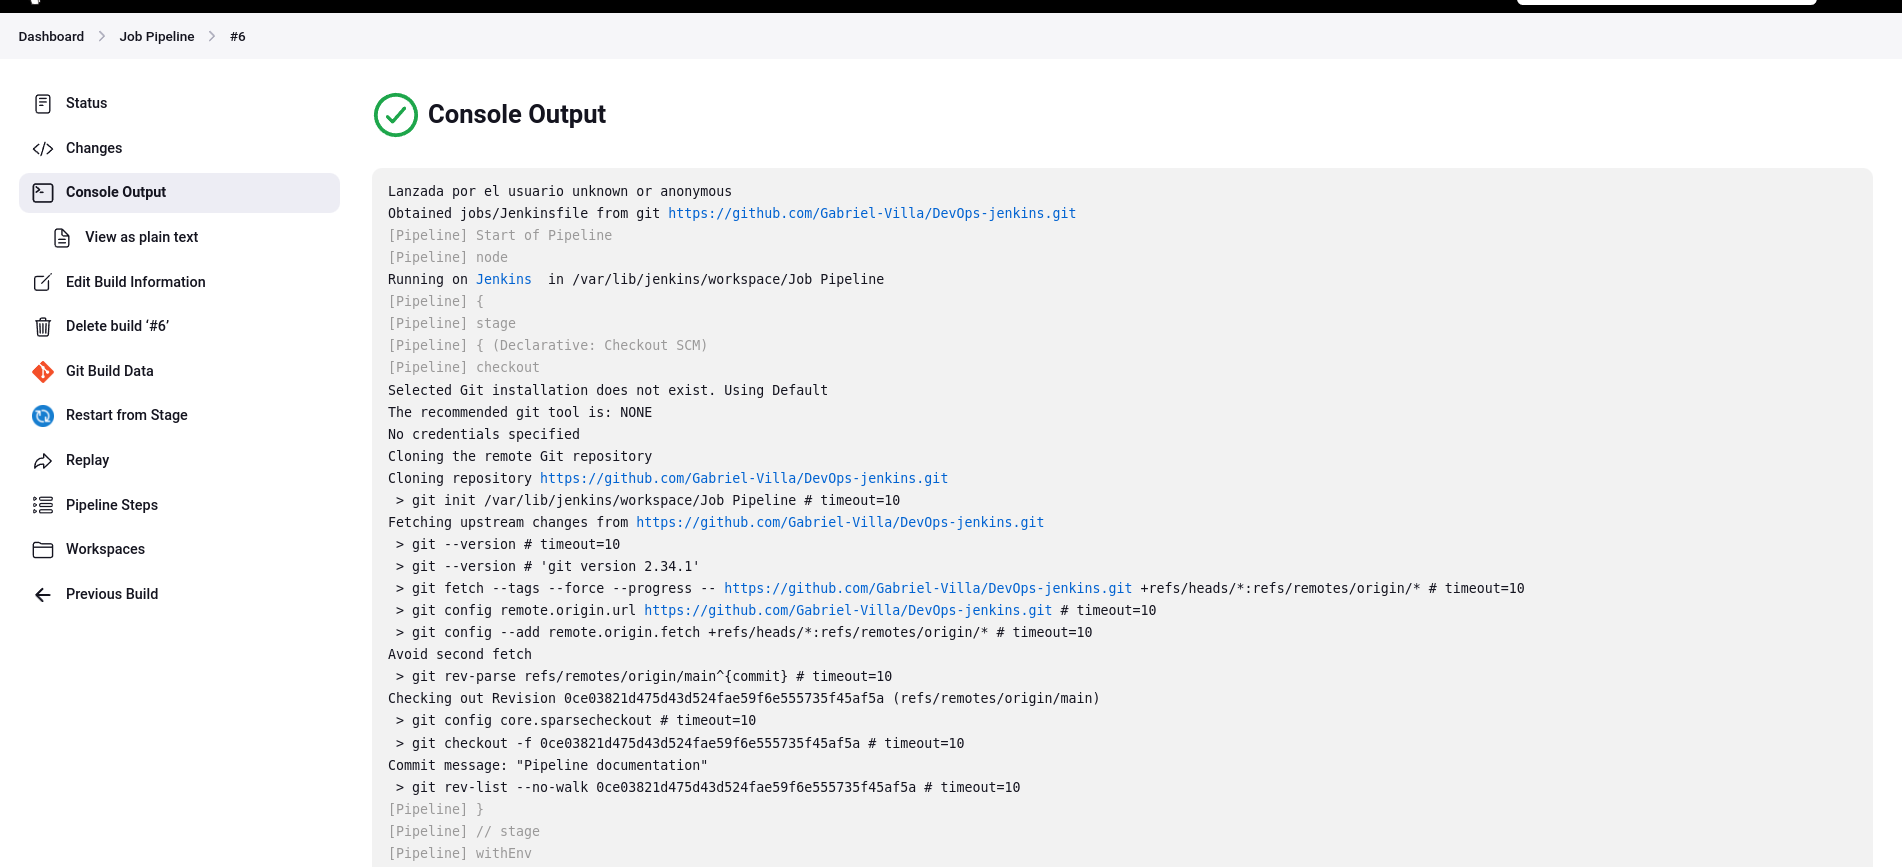 Dashboard > Job Pipeline > #6
Status
Changes
Console Output
View as plain text
Edit Build Information
Delete build ‘#6’
Git Build Data
Restart from Stage
Replay
Pipeline Steps
Workspaces
Previous Build
Console Output
Lanzada por el usuario unknown or anonymous
Obtained jobs/Jenkinsfile from git https://github.com/Gabriel-Villa/DevOps-jenkins.git
[Pipeline] Start of Pipeline
[Pipeline] node
Running on Jenkins  in /var/lib/jenkins/workspace/Job Pipeline
[Pipeline] {
[Pipeline] stage
[Pipeline] { (Declarative: Checkout SCM)
[Pipeline] checkout
Selected Git installation does not exist. Using Default
The recommended git tool is: NONE
No credentials specified
Cloning the remote Git repository
Cloning repository https://github.com/Gabriel-Villa/DevOps-jenkins.git
 > git init /var/lib/jenkins/workspace/Job Pipeline # timeout=10
Fetching upstream changes from https://github.com/Gabriel-Villa/DevOps-jenkins.git
 > git --version # timeout=10
 > git --version # 'git version 2.34.1'
 > git fetch --tags --force --progress -- https://github.com/Gabriel-Villa/DevOps-jenkins.git +refs/heads/*:refs/remotes/origin/* # timeout=10
 > git config remote.origin.url https://github.com/Gabriel-Villa/DevOps-jenkins.git # timeout=10
 > git config --add remote.origin.fetch +refs/heads/*:refs/remotes/origin/* # timeout=10
Avoid second fetch
 > git rev-parse refs/remotes/origin/main^{commit} # timeout=10
Checking out Revision 0ce03821d475d43d524fae59f6e555735f45af5a (refs/remotes/origin/main)
 > git config core.sparsecheckout # timeout=10
 > git checkout -f 0ce03821d475d43d524fae59f6e555735f45af5a # timeout=10
Commit message: "Pipeline documentation"
 > git rev-list --no-walk 0ce03821d475d43d524fae59f6e555735f45af5a # timeout=10
[Pipeline] }
[Pipeline] // stage
[Pipeline] withEnv